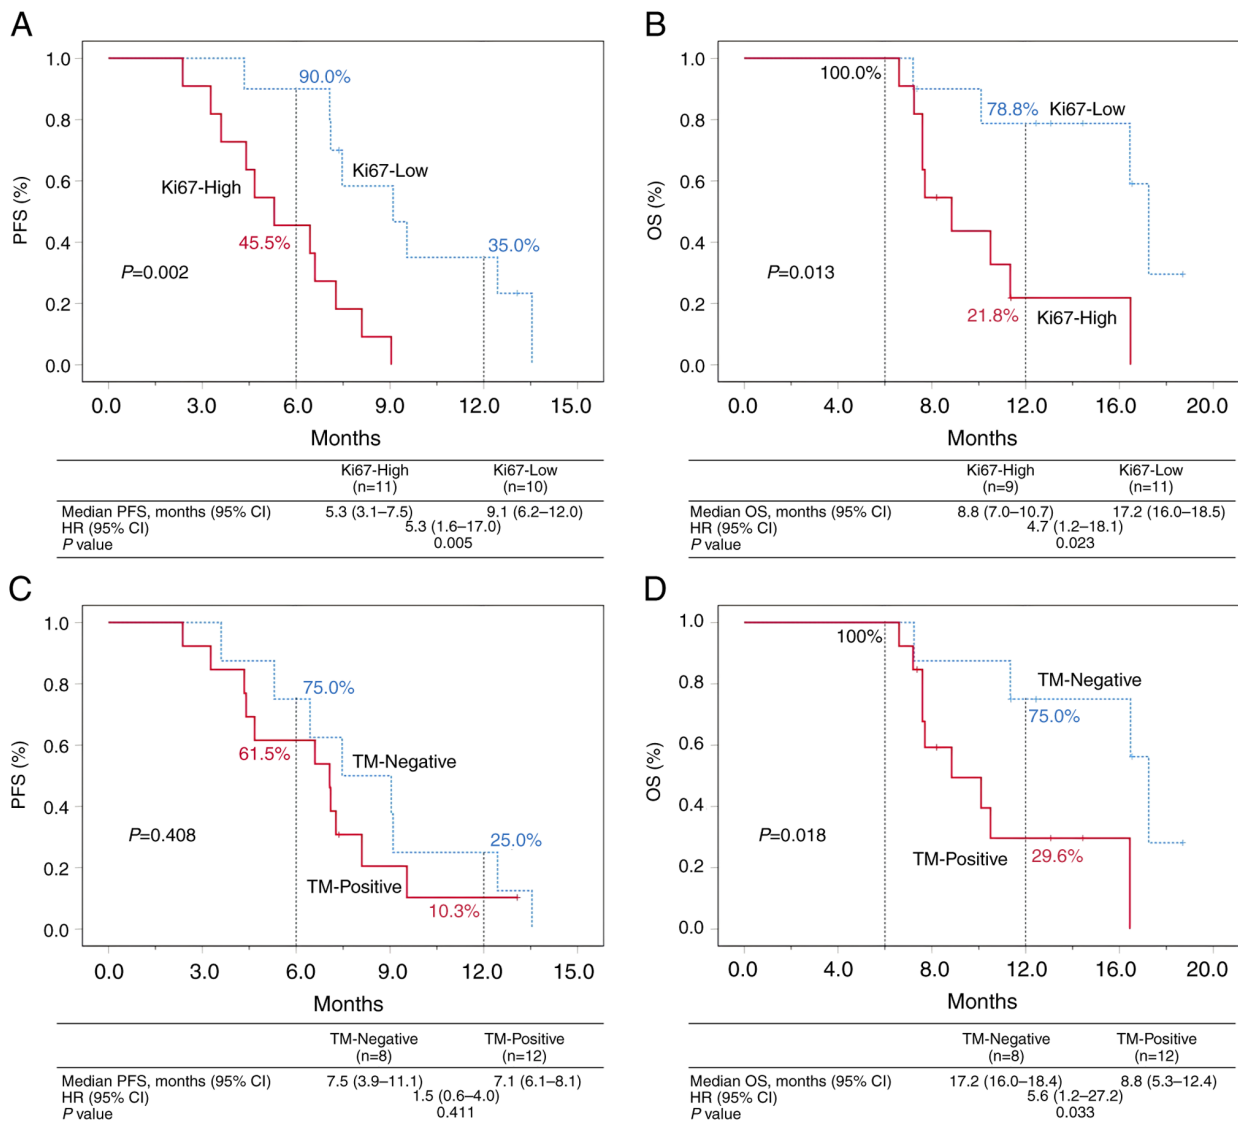 A
1.0
0.8
0.6
0.4
0.2
0.0
PFS (%)
90.0%
Ki67-Low
Ki67-High
45.5%
35.0%
P=0.002
0.0 3.0 6.0 9.0 12.0 15.0
Months
Ki67-High Ki67-Low
(n=11) (n=10)
Median PFS, months (95% CI) 5.3 (3.1–7.5) 9.1 (6.2–12.0)
HR (95% CI) 5.3 (1.6–17.0)
P value 0.005
B
1.0
0.8
0.6
0.4
0.2
0.0
OS (%)
100.0%
78.8% Ki67-Low
P=0.013
21.8%
Ki67-High
0.0 4.0 8.0 12.0 16.0 20.0
Months
Ki67-High Ki67-Low
(n=9) (n=11)
Median OS, months (95% CI) 8.8 (7.0–10.7) 17.2 (16.0–18.5)
HR (95% CI) 4.7 (1.2–18.1)
P value 0.023
C
1.0
0.8
0.6
0.4
0.2
0.0
PFS (%)
75.0%
61.5%
TM-Negative
P=0.408
25.0%
TM-Positive
10.3%
0.0 3.0 6.0 9.0 12.0 15.0
Months
TM-Negative TM-Positive
(n=8) (n=12)
Median PFS, months (95% CI) 7.5 (3.9–11.1) 7.1 (6.1–8.1)
HR (95% CI) 1.5 (0.6–4.0)
P value 0.411
D
1.0
0.8
0.6
0.4
0.2
0.0
OS (%)
100%
TM-Negative
75.0%
P=0.018
TM-Positive
29.6%
0.0 4.0 8.0 12.0 16.0 20.0
Months
TM-Negative TM-Positive
(n=8) (n=12)
Median OS, months (95% CI) 17.2 (16.0–18.4) 8.8 (5.3–12.4)
HR (95% CI) 5.6 (1.2–27.2)
P value 0.033